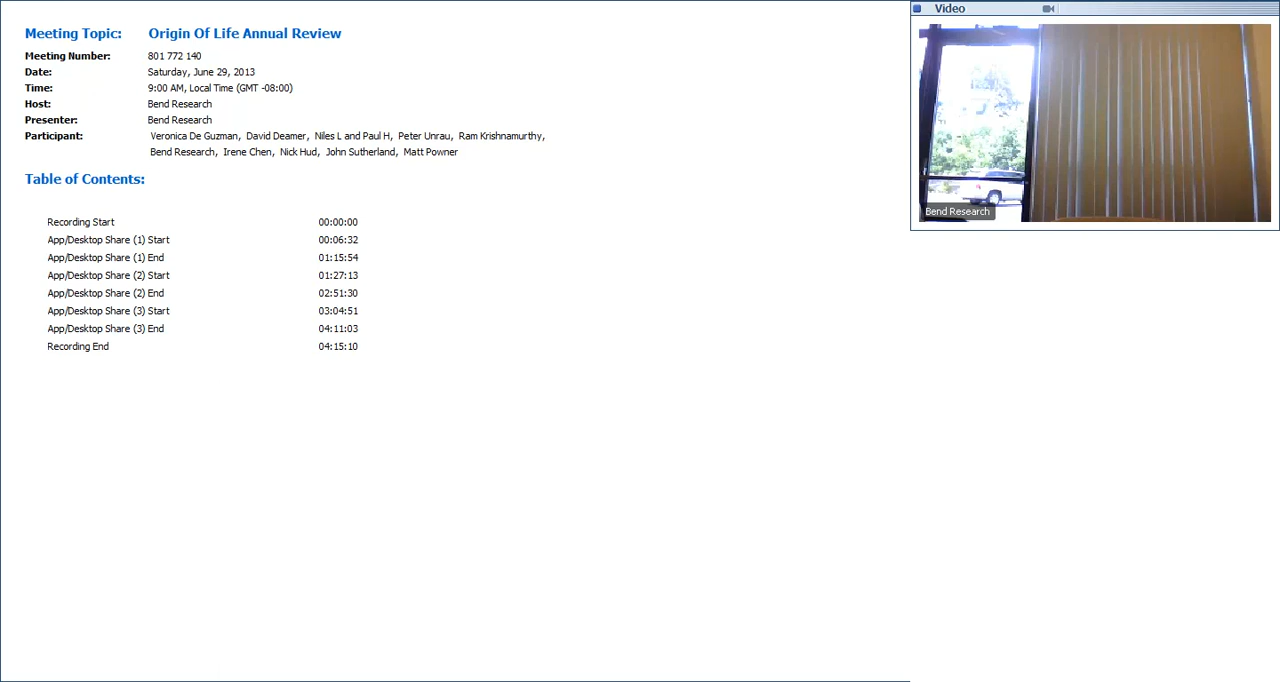 Meeting Topic: Origin Of Life Annual Review
Meeting Number: 801 772 140
Date: Saturday, June 29, 2013
Time: 9:00 AM, Local Time (GMT -08:00)
Host: Bend Research
Presenter: Bend Research
Participant: Veronica De Guzman, David Deamer, Niles L and Paul H, Peter Unrau, Ram Krishnamurthy,
Bend Research, Irene Chen, Nick Hud, John Sutherland, Matt Powner
Table of Contents:
Recording Start 00:00:00
App/Desktop Share (1) Start 00:06:32
App/Desktop Share (1) End 01:15:54
App/Desktop Share (2) Start 01:27:13
App/Desktop Share (2) End 02:51:30
App/Desktop Share (3) Start 03:04:51
App/Desktop Share (3) End 04:11:03
Recording End 04:15:10
Video
Bend Research